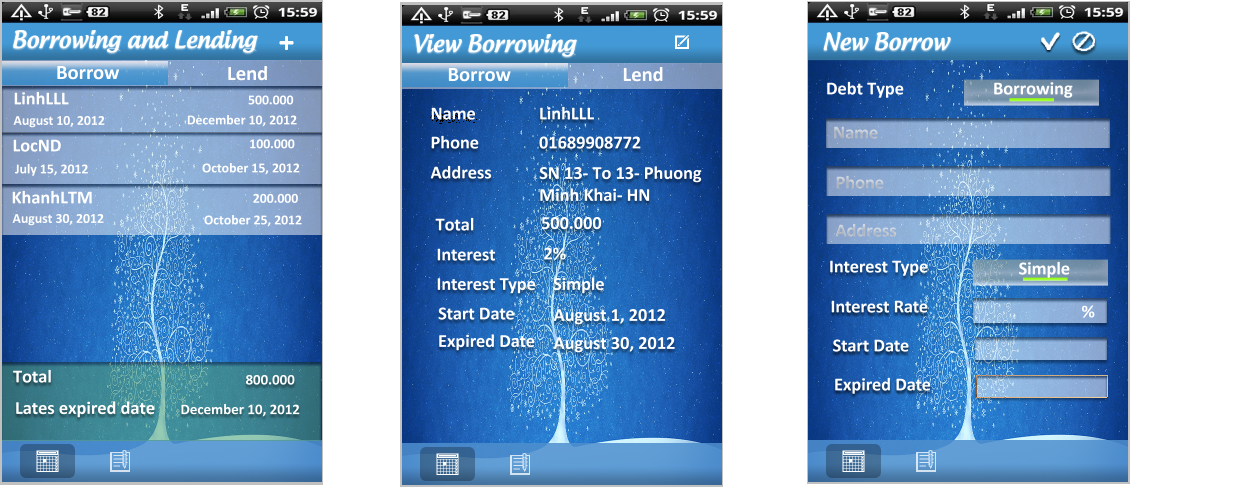 82 E 15:59
Borrowing and Lending +
Borrow Lend
LinhLLL 500.000
August 10, 2012 December 10, 2012
LocND 100.000
July 15, 2012 October 15, 2012
KhanhLTM 200.000
August 30, 2012 October 25, 2012
Total 800.000
Lates expired date December 10, 2012
82 E 15:59
View Borrowing
Borrow Lend
Name LinhLLL
Phone 01689908772
Address SN 13- To 13- Phuong
Minh Khai- HN
Total 500.000
Interest 2%
Interest Type Simple
Start Date August 1, 2012
Expired Date August 30, 2012
82 E 15:59
New Borrow
Debt Type Borrowing
Name
Phone
Address
Interest Type Simple
Interest Rate %
Start Date
Expired Date